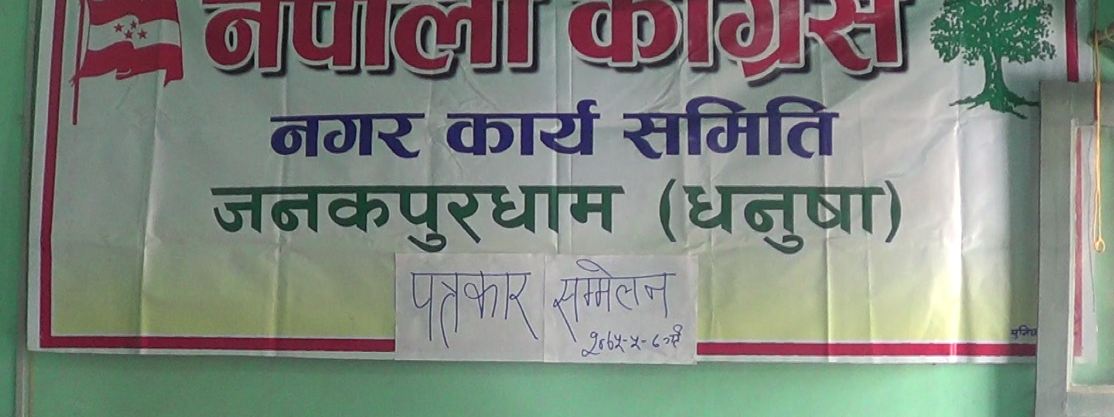 नेपाली काँग्रेस
नगर कार्य समिति
जनकपुरधाम (धनुषा)
पत्रकार सम्मेलन